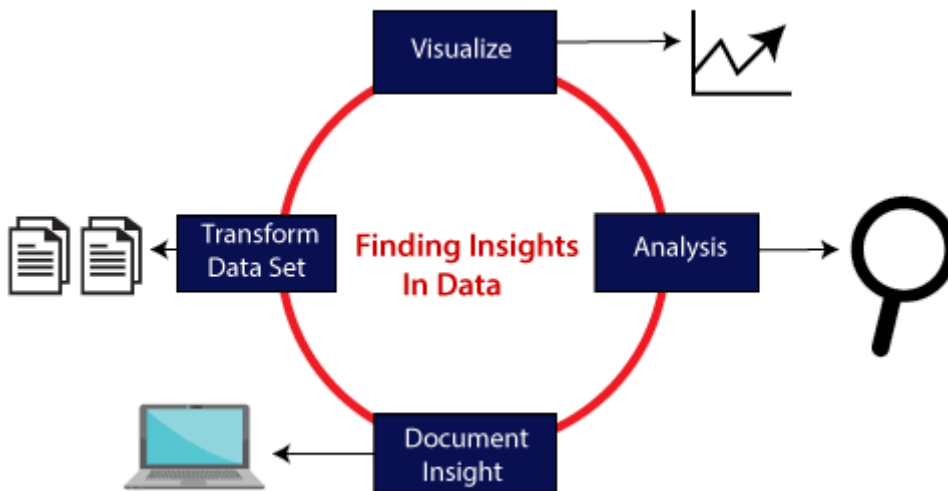 Visualize
Transform
Data Set
Finding Insights
In Data
Analysis
Document
Insight